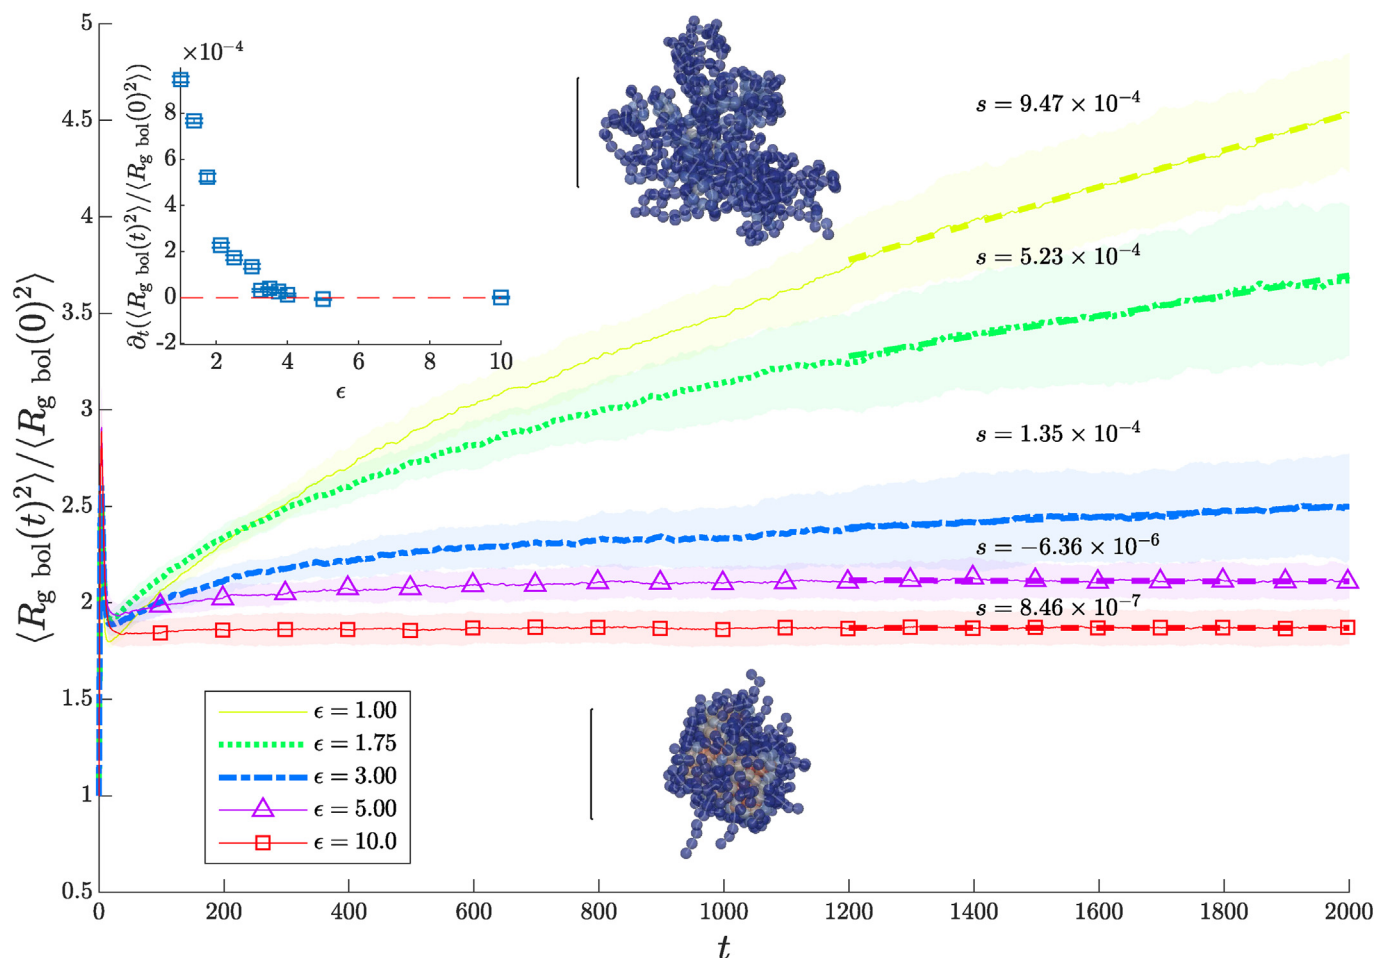 5
4.5
4
3.5
3
2.5
2
1.5
1
0.5
⟨R_g bol(t)²⟩/⟨R_g bol(0)²⟩
0
200
400
600
800
1000
1200
1400
1600
1800
2000
t
×10⁻⁴
8
6
4
2
0
-2
∂_t(⟨R_g bol(t)²⟩/⟨R_g bol(0)²⟩)
2
4
6
8
10
ϵ
s = 9.47 × 10⁻⁴
s = 5.23 × 10⁻⁴
s = 1.35 × 10⁻⁴
s = −6.36 × 10⁻⁶
s = 8.46 × 10⁻⁷
ϵ = 1.00
ϵ = 1.75
ϵ = 3.00
ϵ = 5.00
ϵ = 10.0